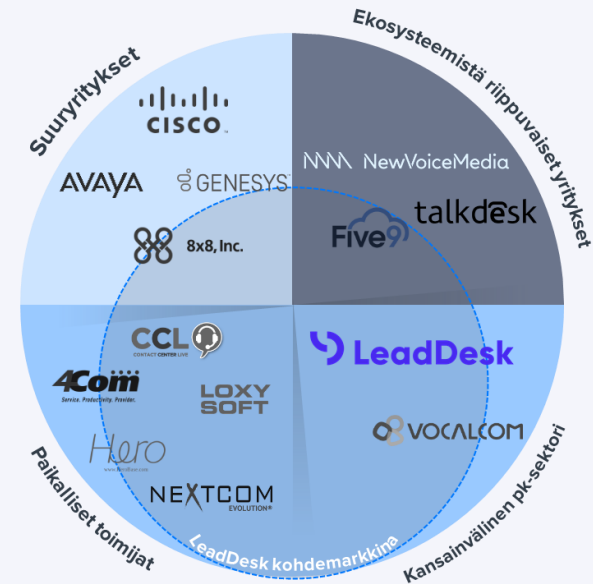 Suuryritykset
Ekosysteemistä riippuvaiset yritykset
CISCO
AVAYA
GENESYS
8x8, Inc.
NewVoiceMedia
talkdesk
Five9
CCL
CONTACT CENTER LIVE
LeadDesk
4Com
Service. Productivity. Provider.
LOXY
SOFT
VOCALCOM
Hero
NEXTCOM
EVOLUTION®
Paikalliset toimijat
LeadDesk kohdemarkkina
Kansainvälinen pk-sektori